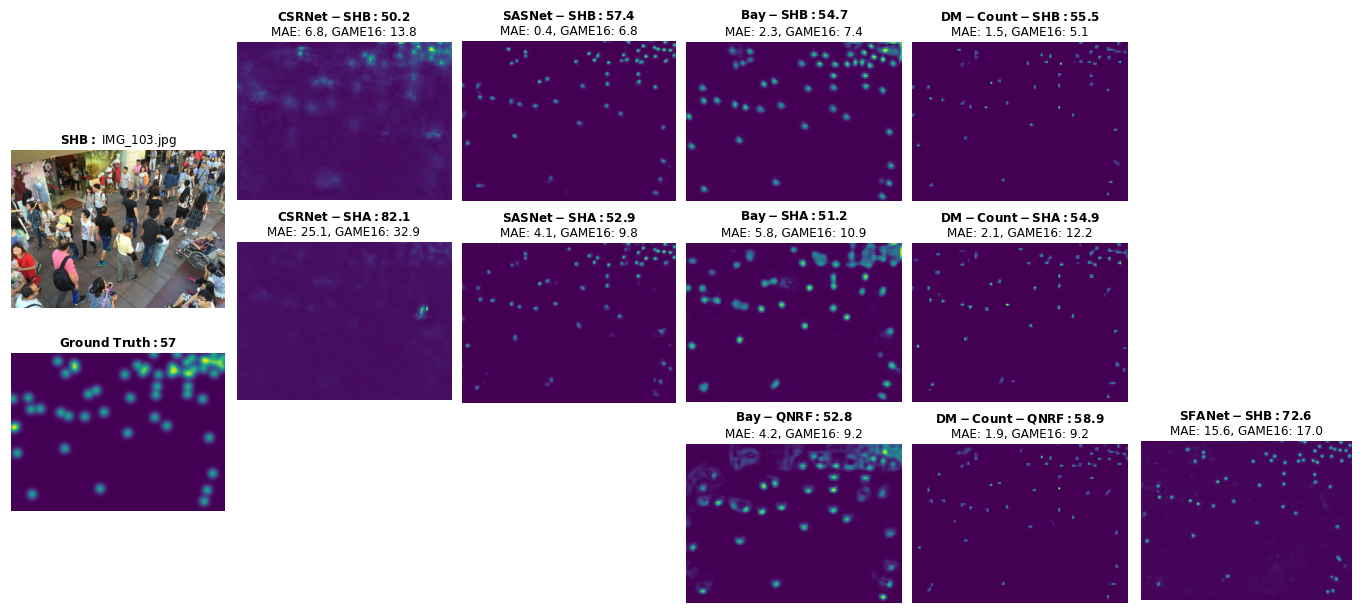 CSRNet−SHB: 50.2
MAE: 6.8, GAME16: 13.8
SASNet−SHB: 57.4
MAE: 0.4, GAME16: 6.8
Bay−SHB: 54.7
MAE: 2.3, GAME16: 7.4
DM−Count−SHB: 55.5
MAE: 1.5, GAME16: 5.1
SHB: IMG_103.jpg
CSRNet−SHA: 82.1
MAE: 25.1, GAME16: 32.9
SASNet−SHA: 52.9
MAE: 4.1, GAME16: 9.8
Bay−SHA: 51.2
MAE: 5.8, GAME16: 10.9
DM−Count−SHA: 54.9
MAE: 2.1, GAME16: 12.2
Ground Truth: 57
Bay−QNRF: 52.8
MAE: 4.2, GAME16: 9.2
DM−Count−QNRF: 58.9
MAE: 1.9, GAME16: 9.2
SFANet−SHB: 72.6
MAE: 15.6, GAME16: 17.0